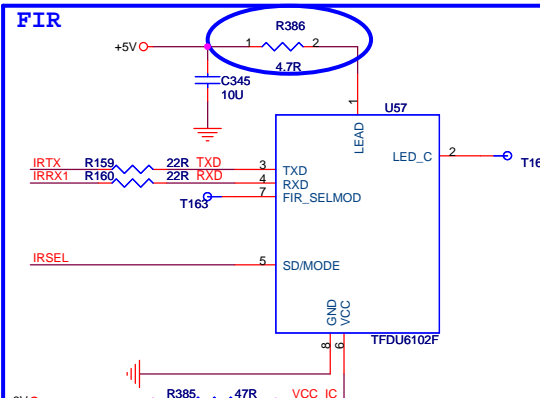 FIR
R386
+5V
1
2
4.7R
C345
10U
U57
1
LEAD
LED_C
2
IRTX
R159
22R
TXD
3
TXD
IRRX1
R160
22R
RXD
4
RXD
T163
7
FIR_SELMOD
IRSEL
5
SD/MODE
GND
VCC
8
6
TFDU6102F
R385
47R
VCC_IC